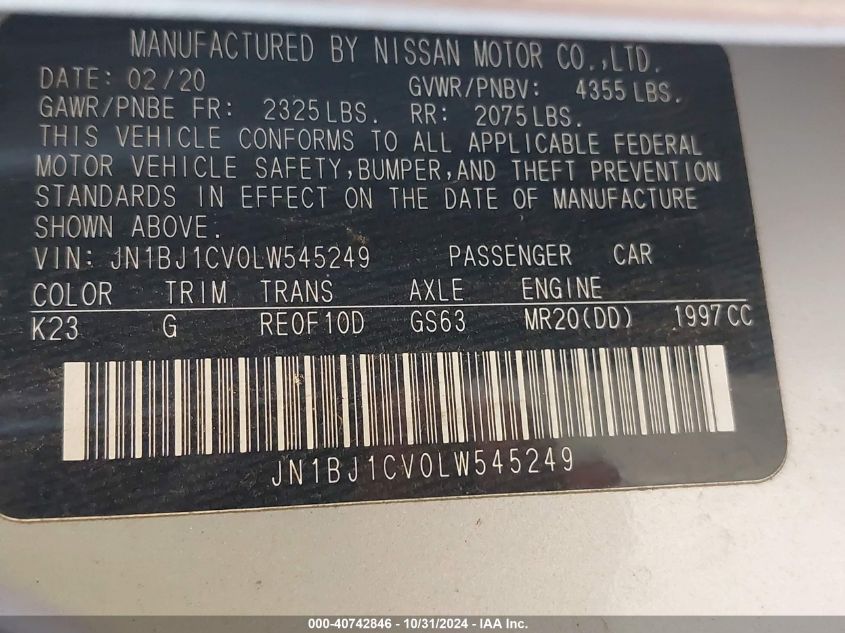 MANUFACTURED BY NISSAN MOTOR CO.,LTD.
DATE: 02/20 GVWR/PNBV: 4355 LBS.
GAWR/PNBE FR: 2325 LBS. RR: 2075 LBS.
THIS VEHICLE CONFORMS TO ALL APPLICABLE FEDERAL
MOTOR VEHICLE SAFETY, BUMPER, AND THEFT PREVENTION
STANDARDS IN EFFECT ON THE DATE OF MANUFACTURE
SHOWN ABOVE.
VIN: JN1BJ1CV0LW545249 PASSENGER CAR
COLOR TRIM TRANS AXLE ENGINE
K23 G RE0F10D GS63 MR20(DD) 1997CC
JN1BJ1CV0LW545249
000-40742846 - 10/31/2024 - IAA Inc.